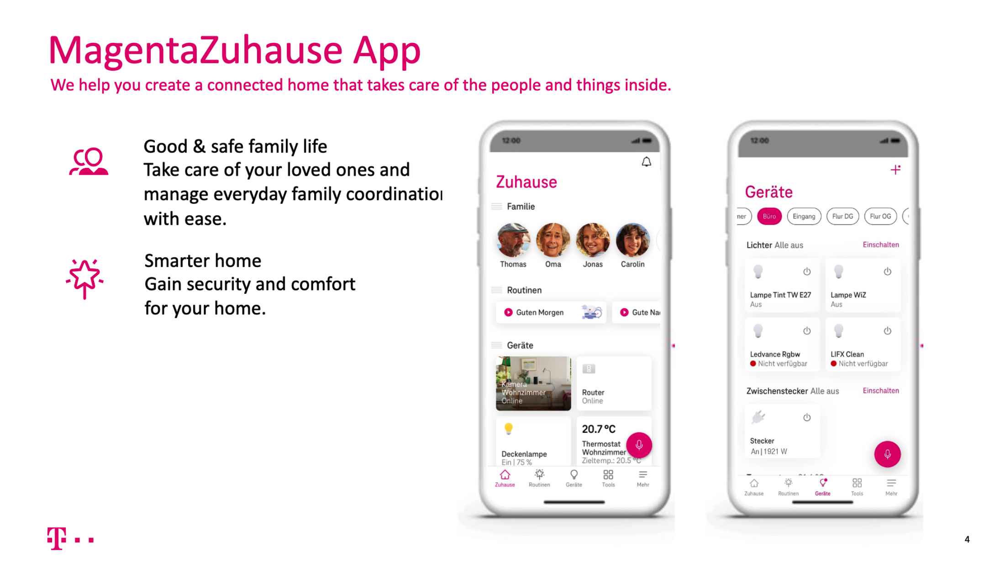 MagentaZuhause App
We help you create a connected home that takes care of the people and things inside.
Good & safe family life
Take care of your loved ones and
manage everyday family coordination
with ease.
Smarter home
Gain security and comfort
for your home.
12:00
Zuhause
Familie
Thomas Oma Jonas Carolin
Routinen
Guten Morgen Gute Na
Geräte
Kamera
Wohnzimmer
Online
Router
Online
Deckenlampe
Ein | 75 %
20.7 °C
Thermostat
Wohnzimmer
Zieltemp.: 20.5 °C
Zuhause Routinen Geräte Tools Mehr
12:00
Geräte
mer Büro Eingang Flur DG Flur OG
Lichter Alle aus Einschalten
Lampe Tint TW E27
Aus
Lampe WiZ
Aus
Ledvance Rgbw
Nicht verfügbar
LIFX Clean
Nicht verfügbar
Zwischenstecker Alle aus Einschalten
Stecker
An | 1921 W
Zuhause Routinen Geräte Tools Mehr
T
4